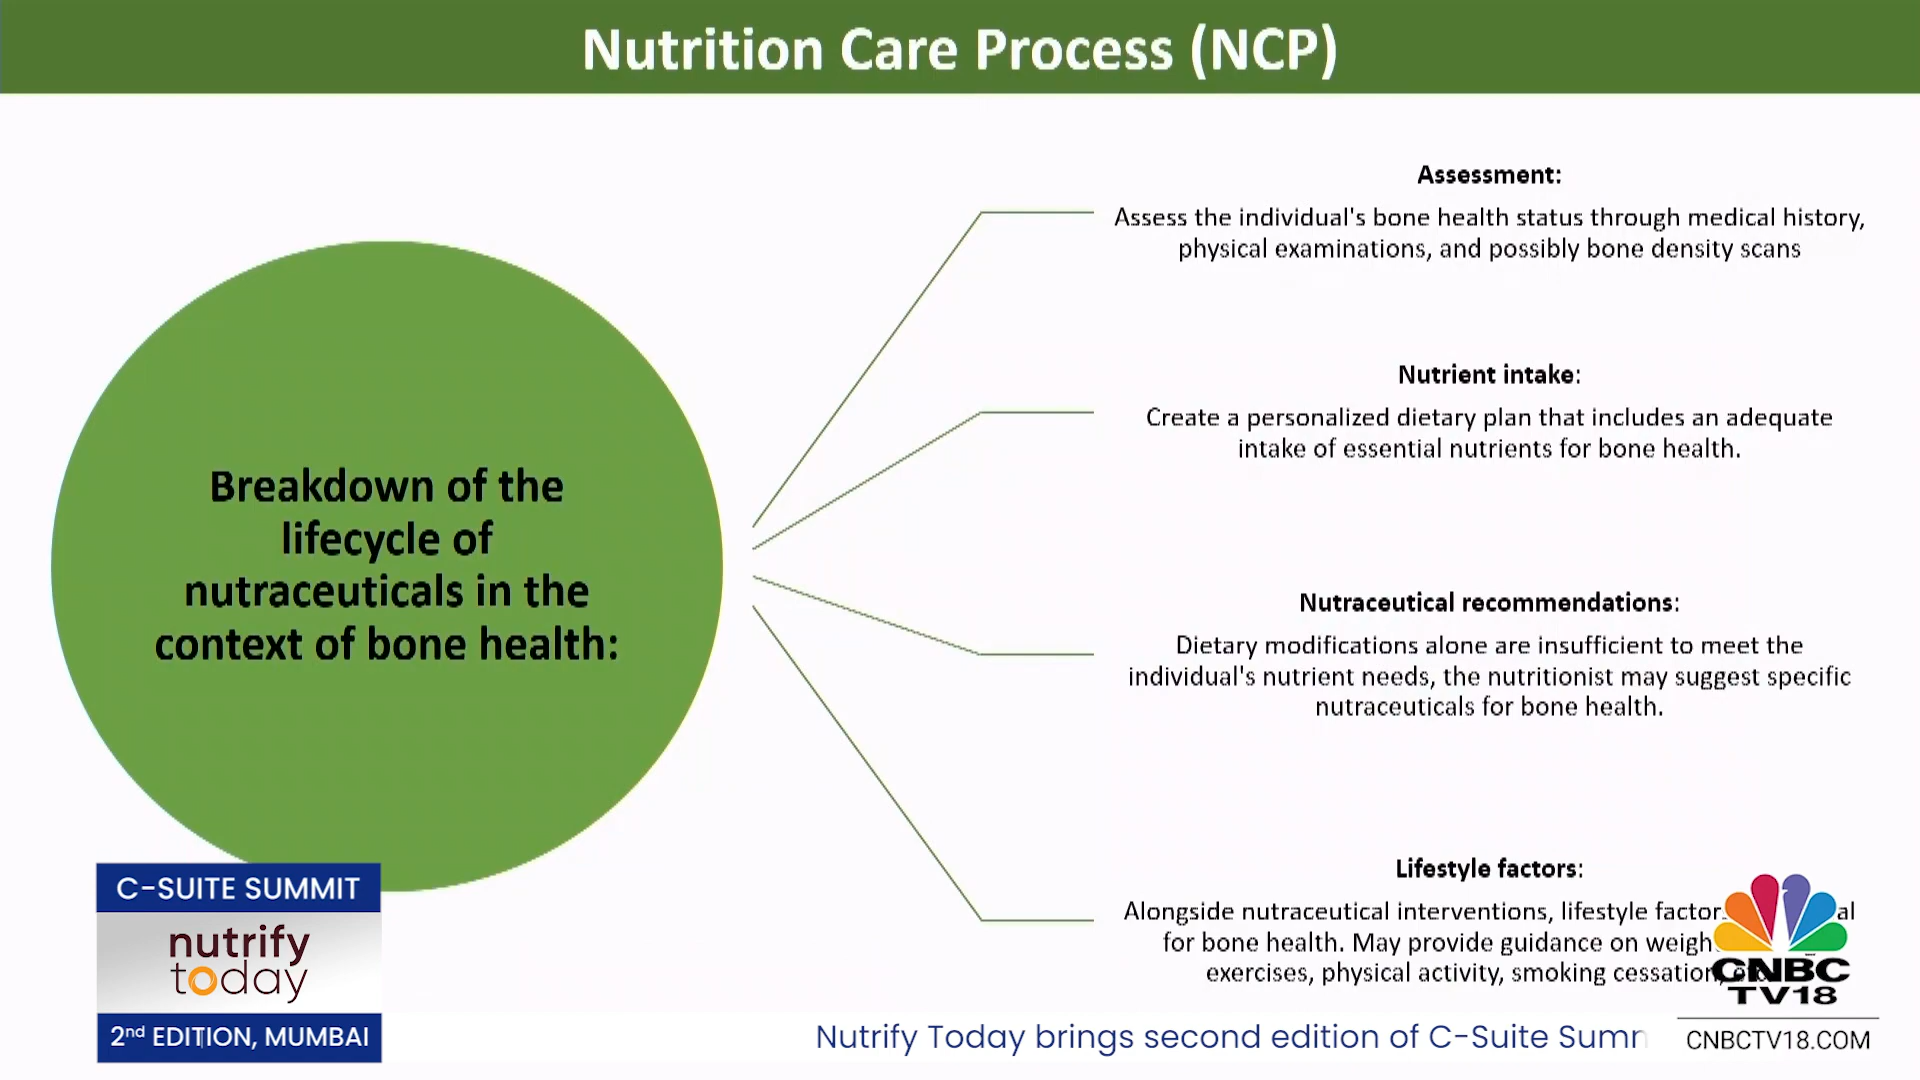 Nutrition Care Process (NCP)
Breakdown of the
lifecycle of
nutraceuticals in the
context of bone health:
Assessment:
Assess the individual's bone health status through medical history,
physical examinations, and possibly bone density scans
Nutrient intake:
Create a personalized dietary plan that includes an adequate
intake of essential nutrients for bone health.
Nutraceutical recommendations:
Dietary modifications alone are insufficient to meet the
individual's nutrient needs, the nutritionist may suggest specific
nutraceuticals for bone health.
Lifestyle factors:
Alongside nutraceutical interventions, lifestyle
for bone health. May provide guidance on
exercises, physical activity, smoking cessation,
C-SUITE SUMMIT
nutrify
today
2nd EDITION, MUMBAI
Nutrify Today brings second edition of C-Suite
CNBC
TV18
CNBCTV18.COM